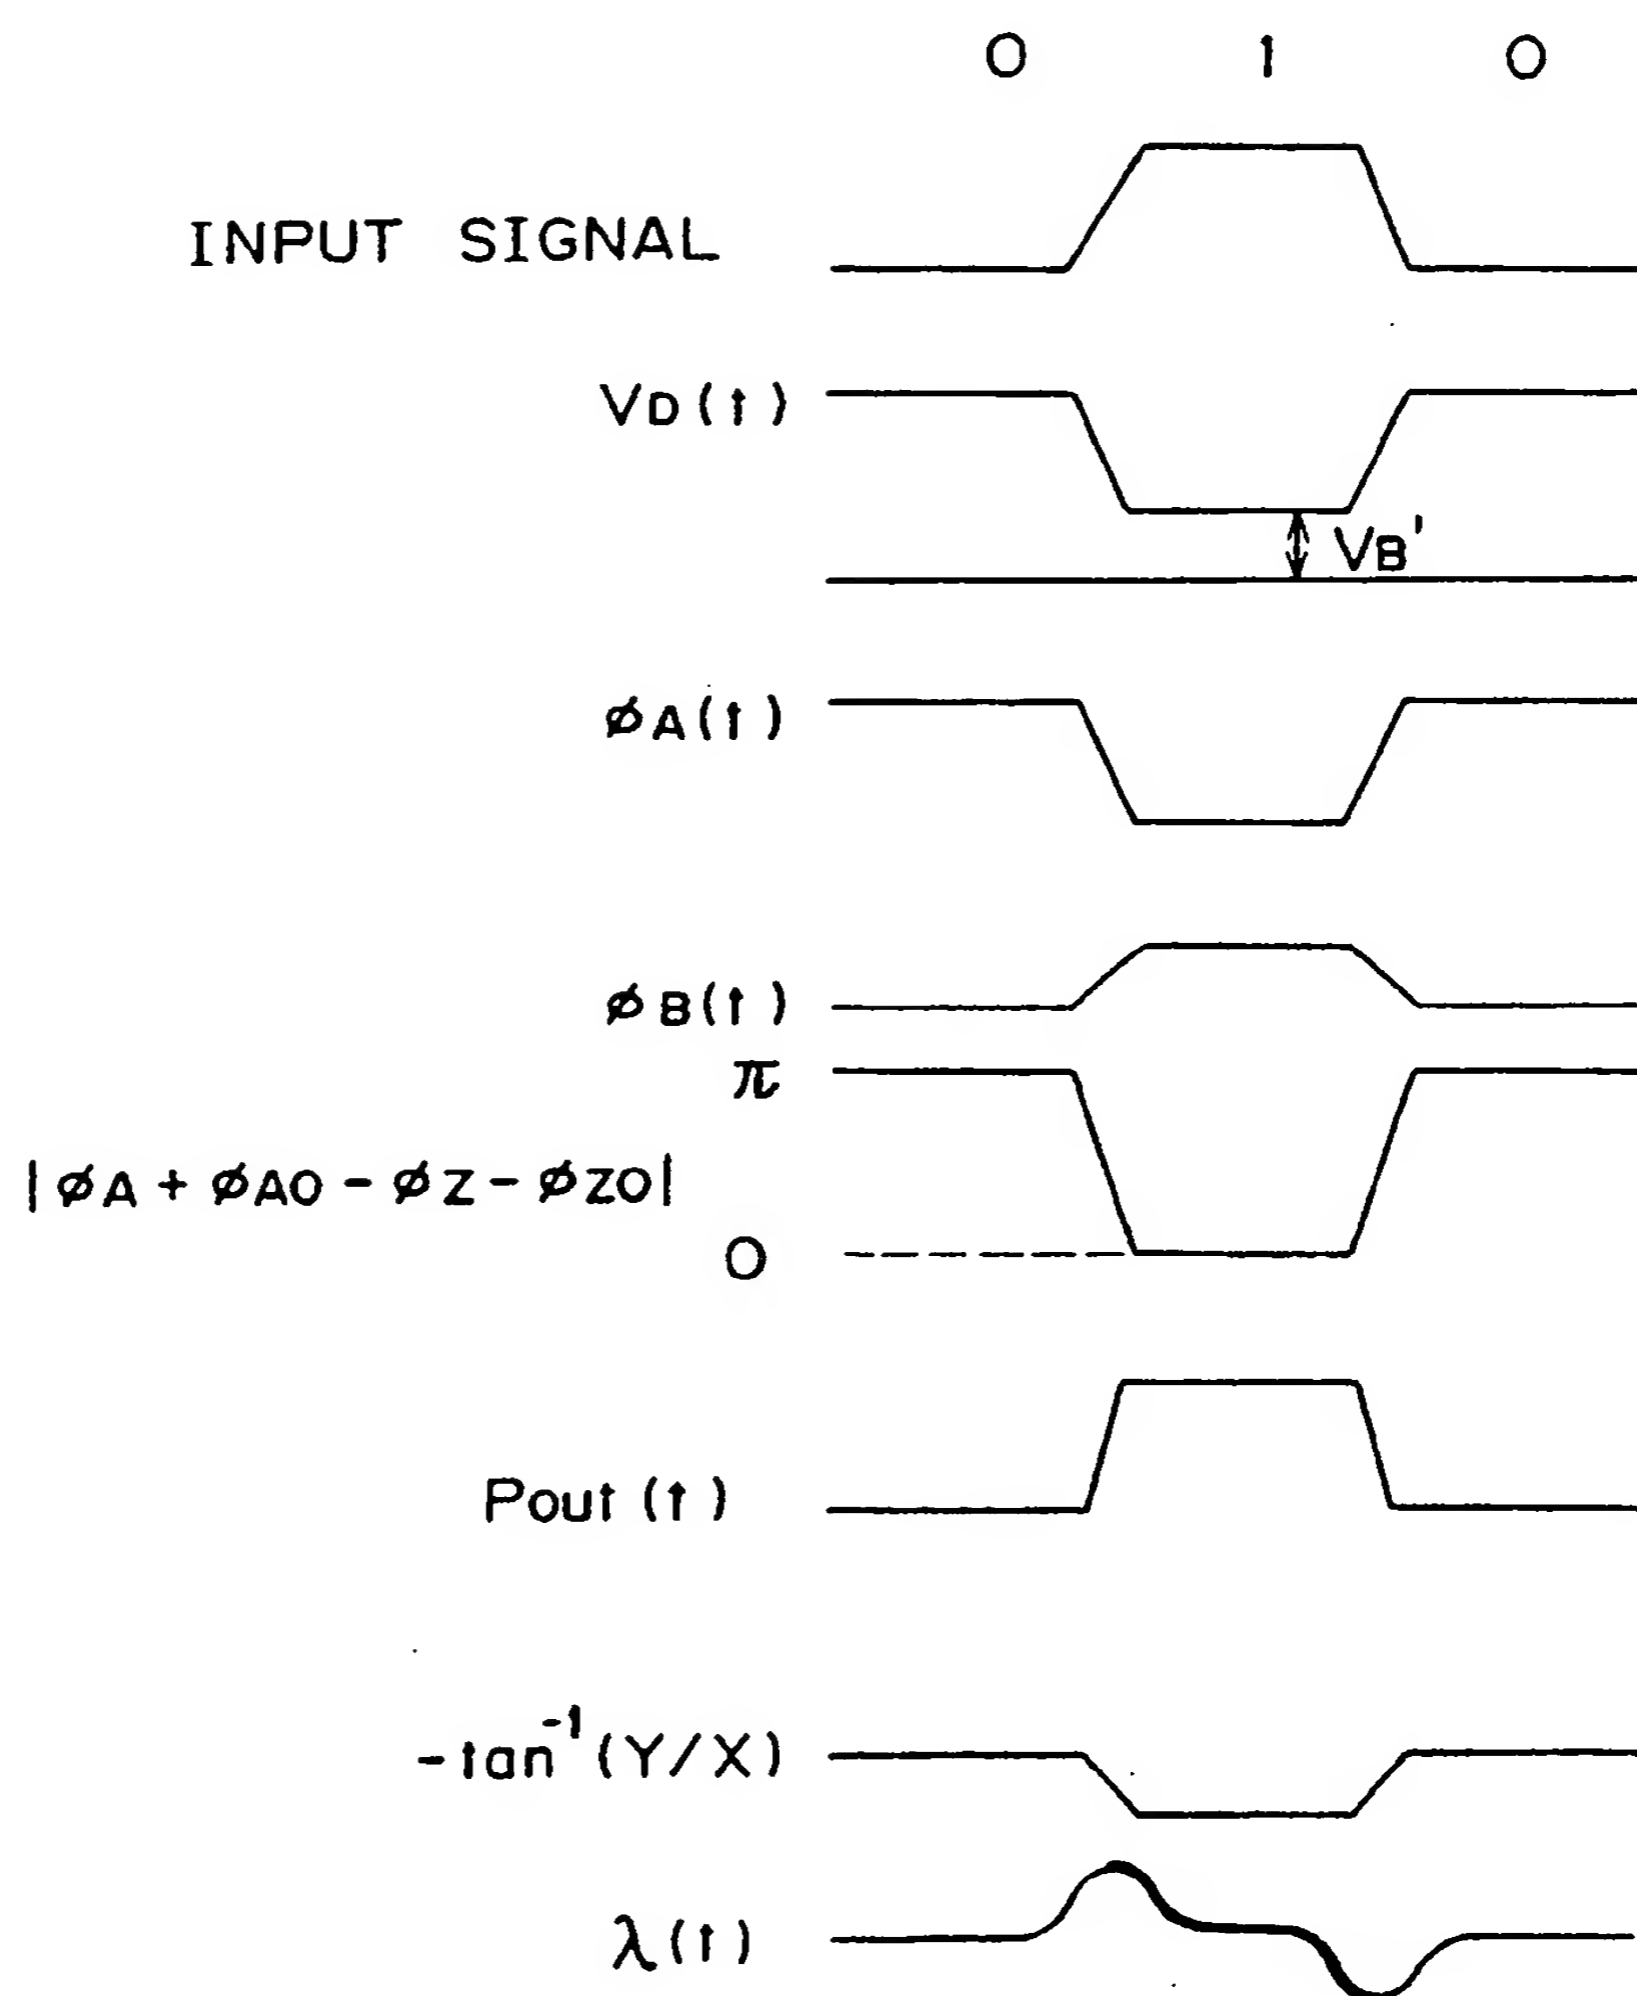 0 1 0
INPUT SIGNAL
VD(t)
VB'
øA(t)
øB(t)
π
|øA + øA0 - øZ - øZ0|
0
Pout(t)
-tan⁻¹(Y/X)
λ(t)